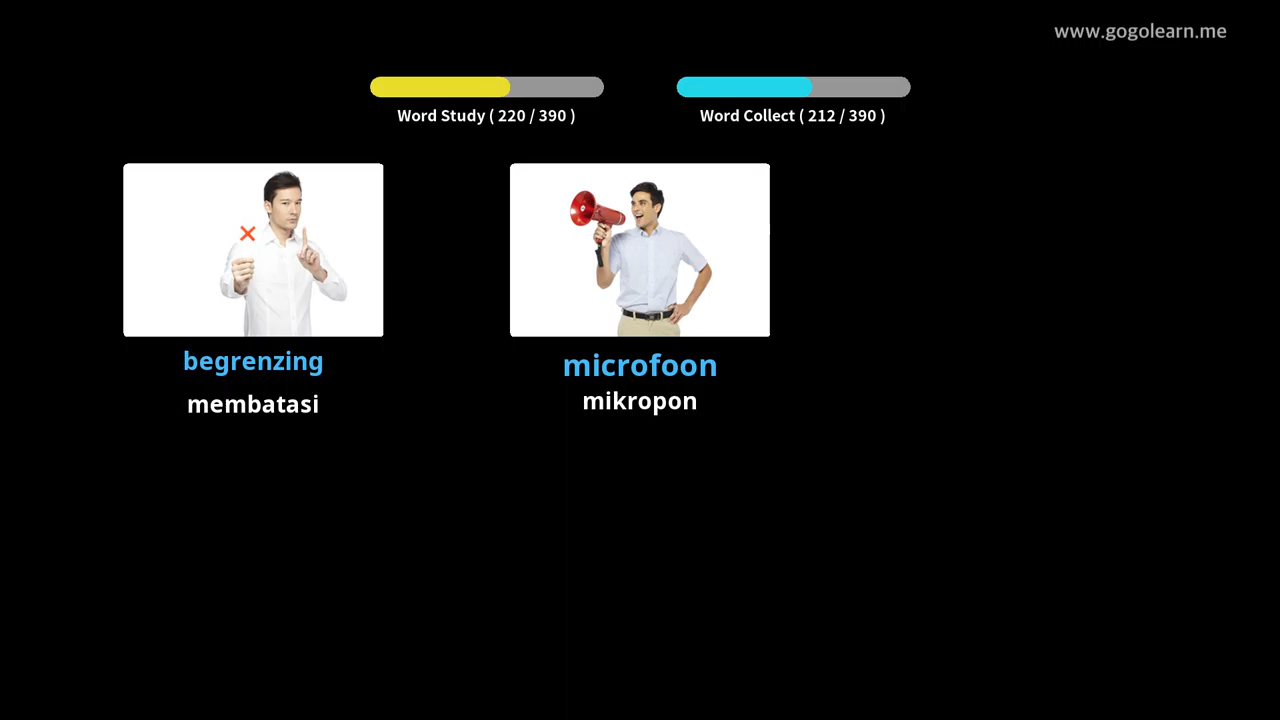 www.gogolearn.me
Word Study ( 220 / 390 )
Word Collect ( 212 / 390 )
begrenzing
membatasi
microfoon
mikropon